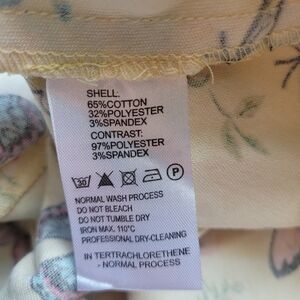 SHELL:
65%COTTON
32%POLYESTER
3%SPANDEX
CONTRAST:
97%POLYESTER
3%SPANDEX
30 P
NORMAL WASH PROCESS
DO NOT BLEACH
DO NOT TUMBLE DRY
IRON MAX. 110°C
PROFESSIONAL DRY-CLEANING
IN TERTRACHLORETHENE
- NORMAL PROCESS